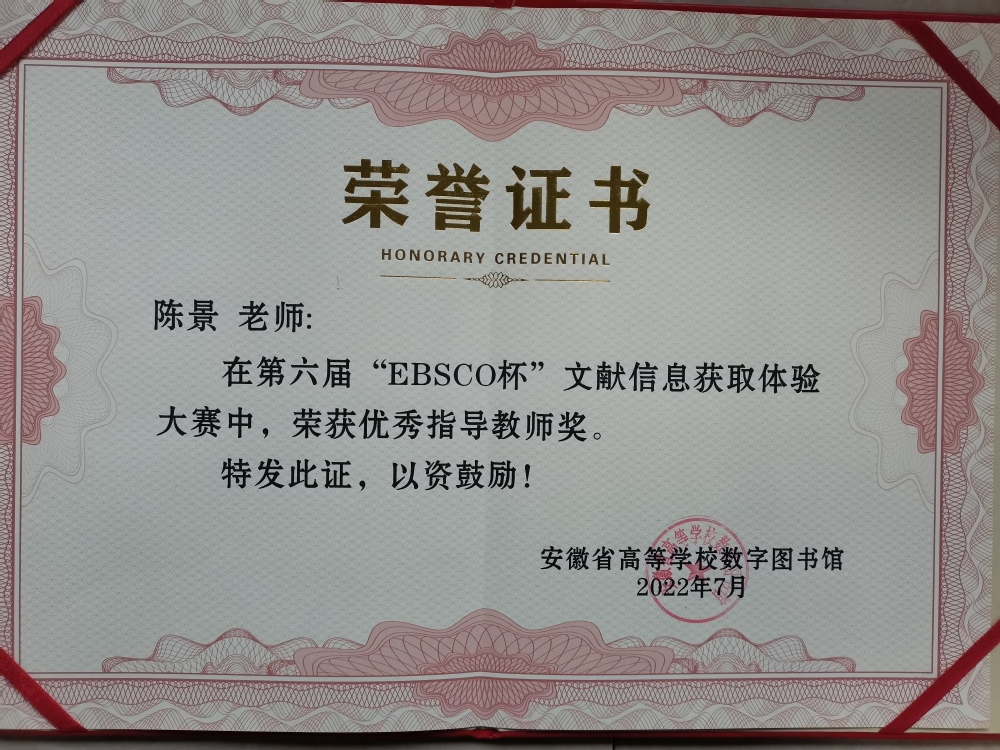 荣誉证书
HONORARY CREDENTIAL
陈景 老师:
在第六届“EBSCO杯”文献信息获取体验
大赛中，荣获优秀指导教师奖。
特发此证，以资鼓励！
安徽省高等学校数字图书馆
2022年7月